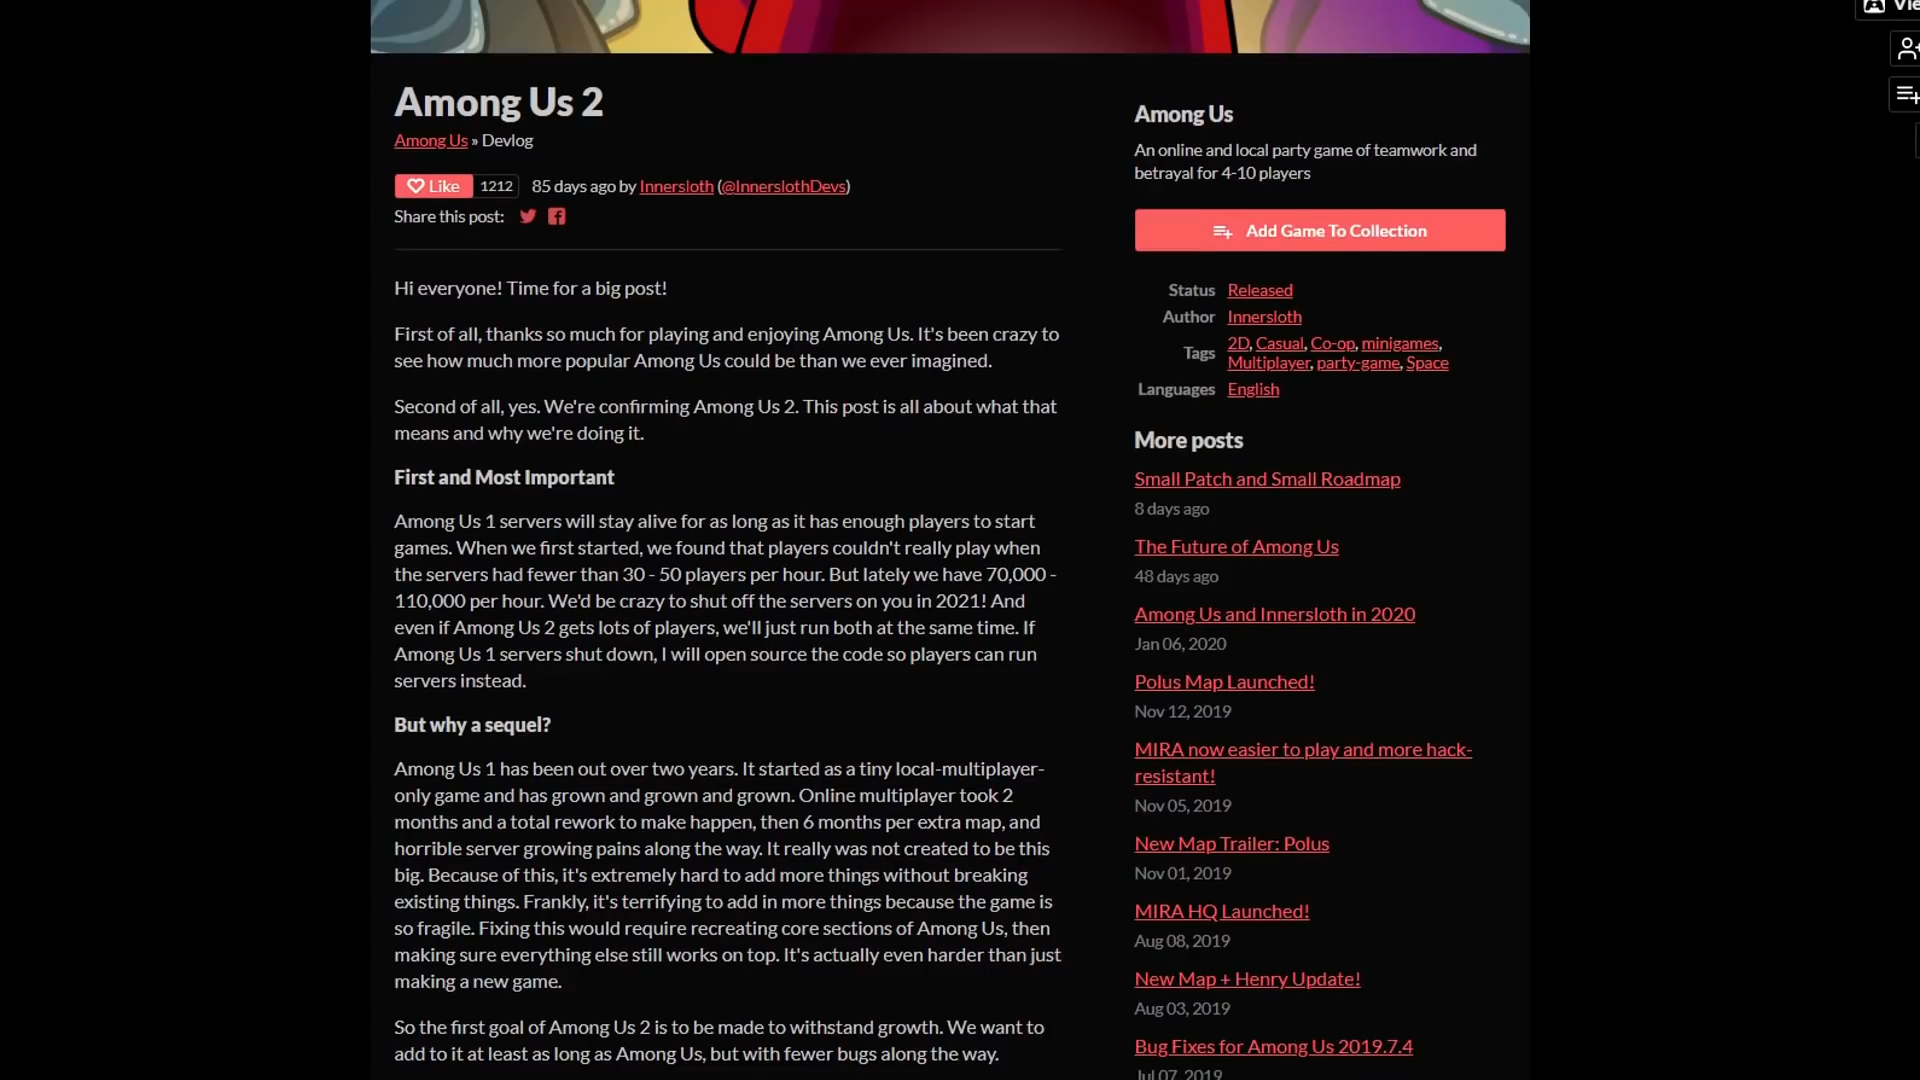 Among Us 2
Among Us » Devlog
Like 1212 85 days ago by Innersloth (@InnerslothDevs)
Share this post:
Hi everyone! Time for a big post!
First of all, thanks so much for playing and enjoying Among Us. It's been crazy to
see how much more popular Among Us could be than we ever imagined.
Second of all, yes. We're confirming Among Us 2. This post is all about what that
means and why we're doing it.
First and Most Important
Among Us 1 servers will stay alive for as long as it has enough players to start
games. When we first started, we found that players couldn't really play when
the servers had fewer than 30 - 50 players per hour. But lately we have 70,000 -
110,000 per hour. We'd be crazy to shut off the servers on you in 2021! And
even if Among Us 2 gets lots of players, we'll just run both at the same time. If
Among Us 1 servers shut down, I will open source the code so players can run
servers instead.
But why a sequel?
Among Us 1 has been out over two years. It started as a tiny local-multiplayer-
only game and has grown and grown and grown. Online multiplayer took 2
months and a total rework to make happen, then 6 months per extra map, and
horrible server growing pains along the way. It really was not created to be this
big. Because of this, it's extremely hard to add more things without breaking
existing things. Frankly, it's terrifying to add in more things because the game is
so fragile. Fixing this would require recreating core sections of Among Us, then
making sure everything else still works on top. It's actually even harder than just
making a new game.
So the first goal of Among Us 2 is to be made to withstand growth. We want to
add to it at least as long as Among Us, but with fewer bugs along the way.
Among Us
An online and local party game of teamwork and
betrayal for 4-10 players
Add Game To Collection
Status Released
Author Innersloth
Tags 2D, Casual, Co-op, minigames,
Multiplayer, party-game, Space
Languages English
More posts
Small Patch and Small Roadmap
8 days ago
The Future of Among Us
48 days ago
Among Us and Innersloth in 2020
Jan 06, 2020
Polus Map Launched!
Nov 12, 2019
MIRA now easier to play and more hack-
resistant!
Nov 05, 2019
New Map Trailer: Polus
Nov 01, 2019
MIRA HQ Launched!
Aug 08, 2019
New Map + Henry Update!
Aug 03, 2019
Bug Fixes for Among Us 2019.7.4
Jul 07, 2019